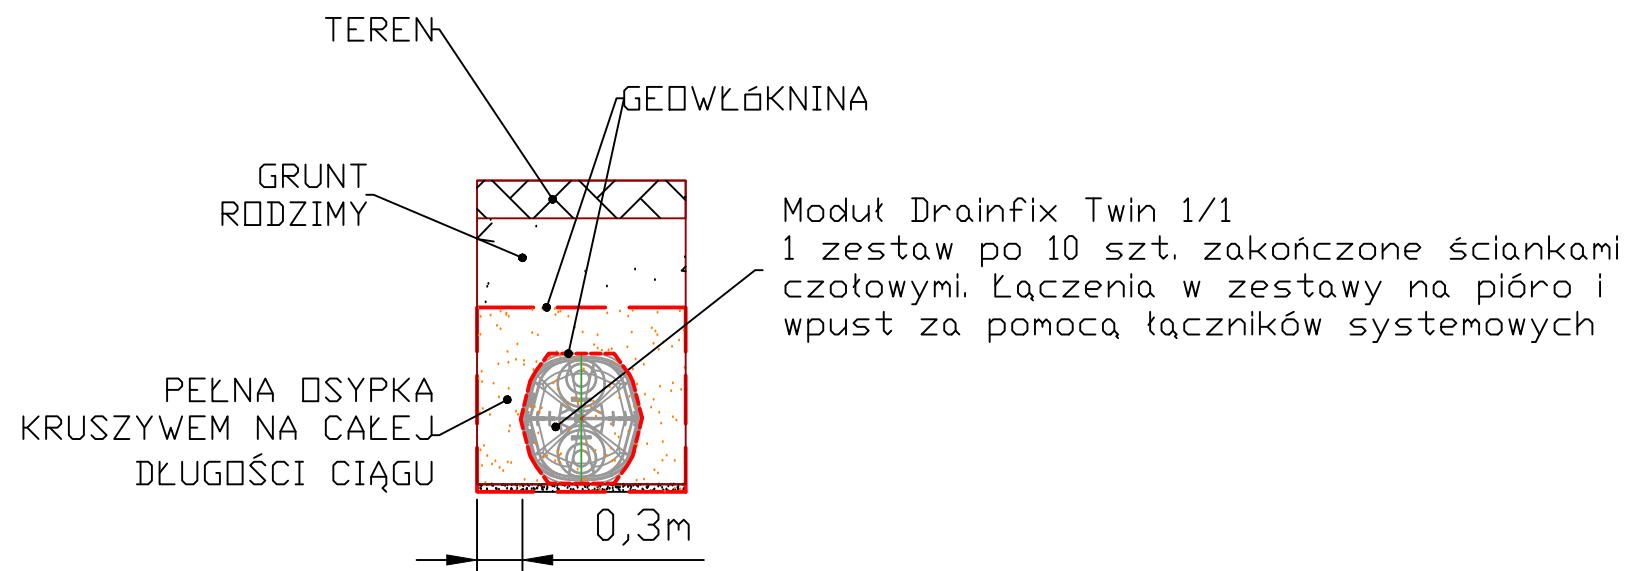 TEREN
GEOWŁóKNINA
GRUNT
RODZIMY
Moduł Drainfix Twin 1/1
1 zestaw po 10 szt. zakończone ściankami
czołowymi. Łączenia w zestawy na pióro i
wpust za pomocą łączników systemowych
PEŁNA OSYPKA
KRUSZYWEM NA CAŁEJ
DŁUGOŚCI CIĄGU
0,3m